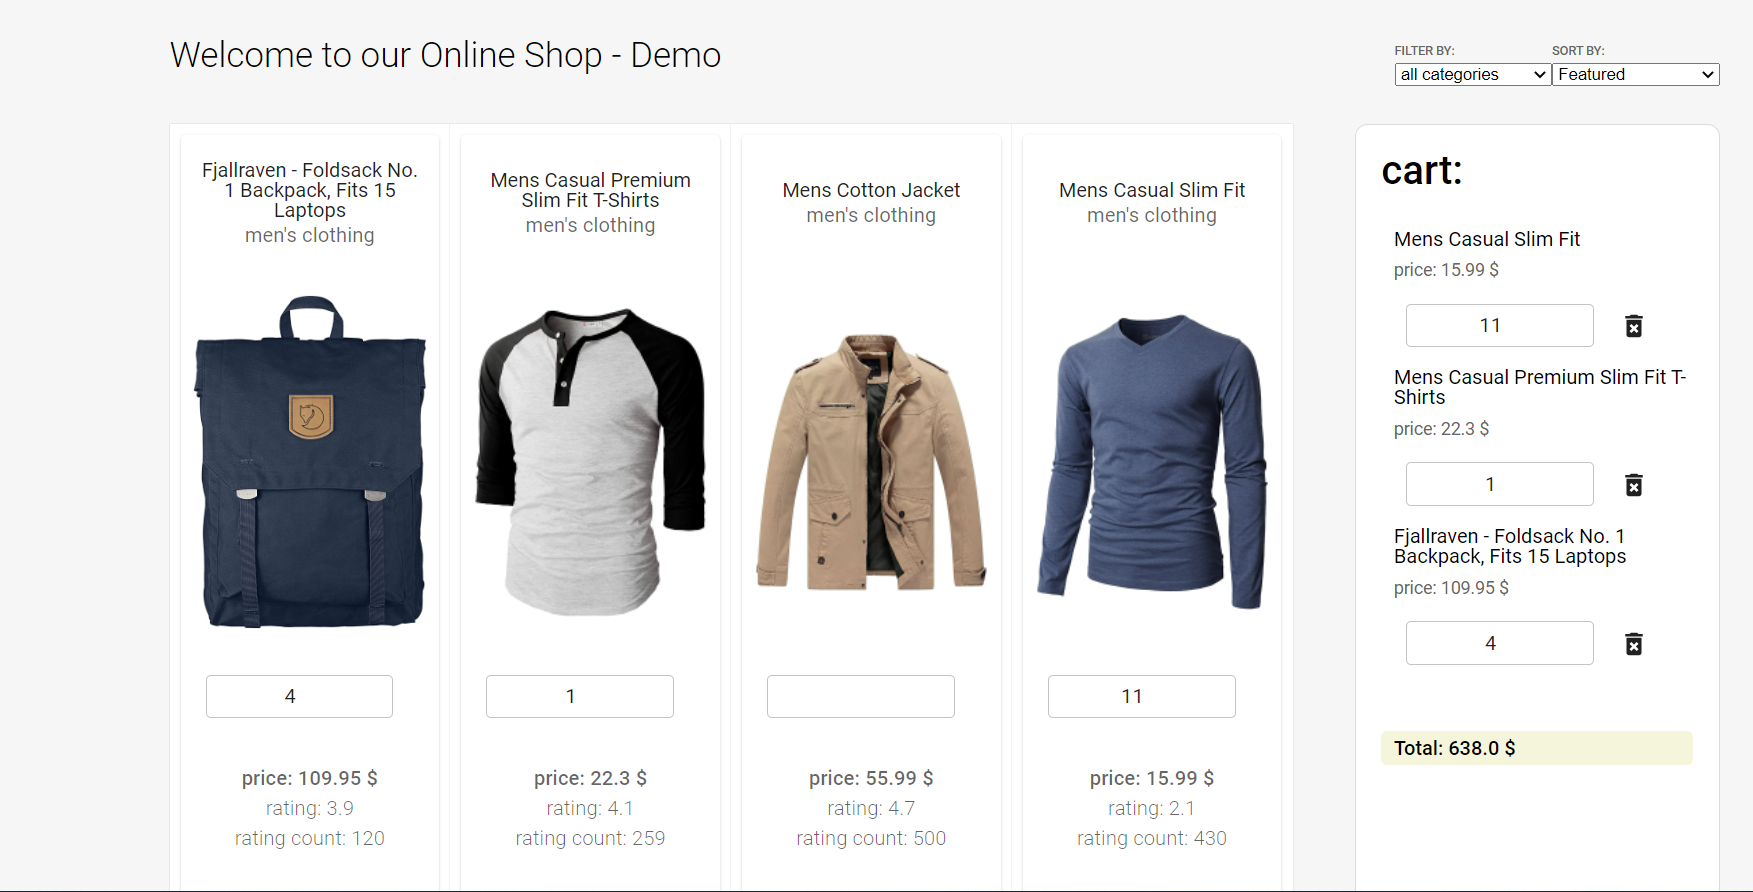 Welcome to our Online Shop - Demo
FILTER BY:
SORT BY:
all categories
Featured
Fjallraven - Foldsack No.
1 Backpack, Fits 15
Laptops
men's clothing
4
price: 109.95 $
rating: 3.9
rating count: 120
Mens Casual Premium
Slim Fit T-Shirts
men's clothing
1
price: 22.3 $
rating: 4.1
rating count: 259
Mens Cotton Jacket
men's clothing
price: 55.99 $
rating: 4.7
rating count: 500
Mens Casual Slim Fit
men's clothing
11
price: 15.99 $
rating: 2.1
rating count: 430
cart:
Mens Casual Slim Fit
price: 15.99 $
11
Mens Casual Premium Slim Fit T-
Shirts
price: 22.3 $
1
Fjallraven - Foldsack No. 1
Backpack, Fits 15 Laptops
price: 109.95 $
4
Total: 638.0 $